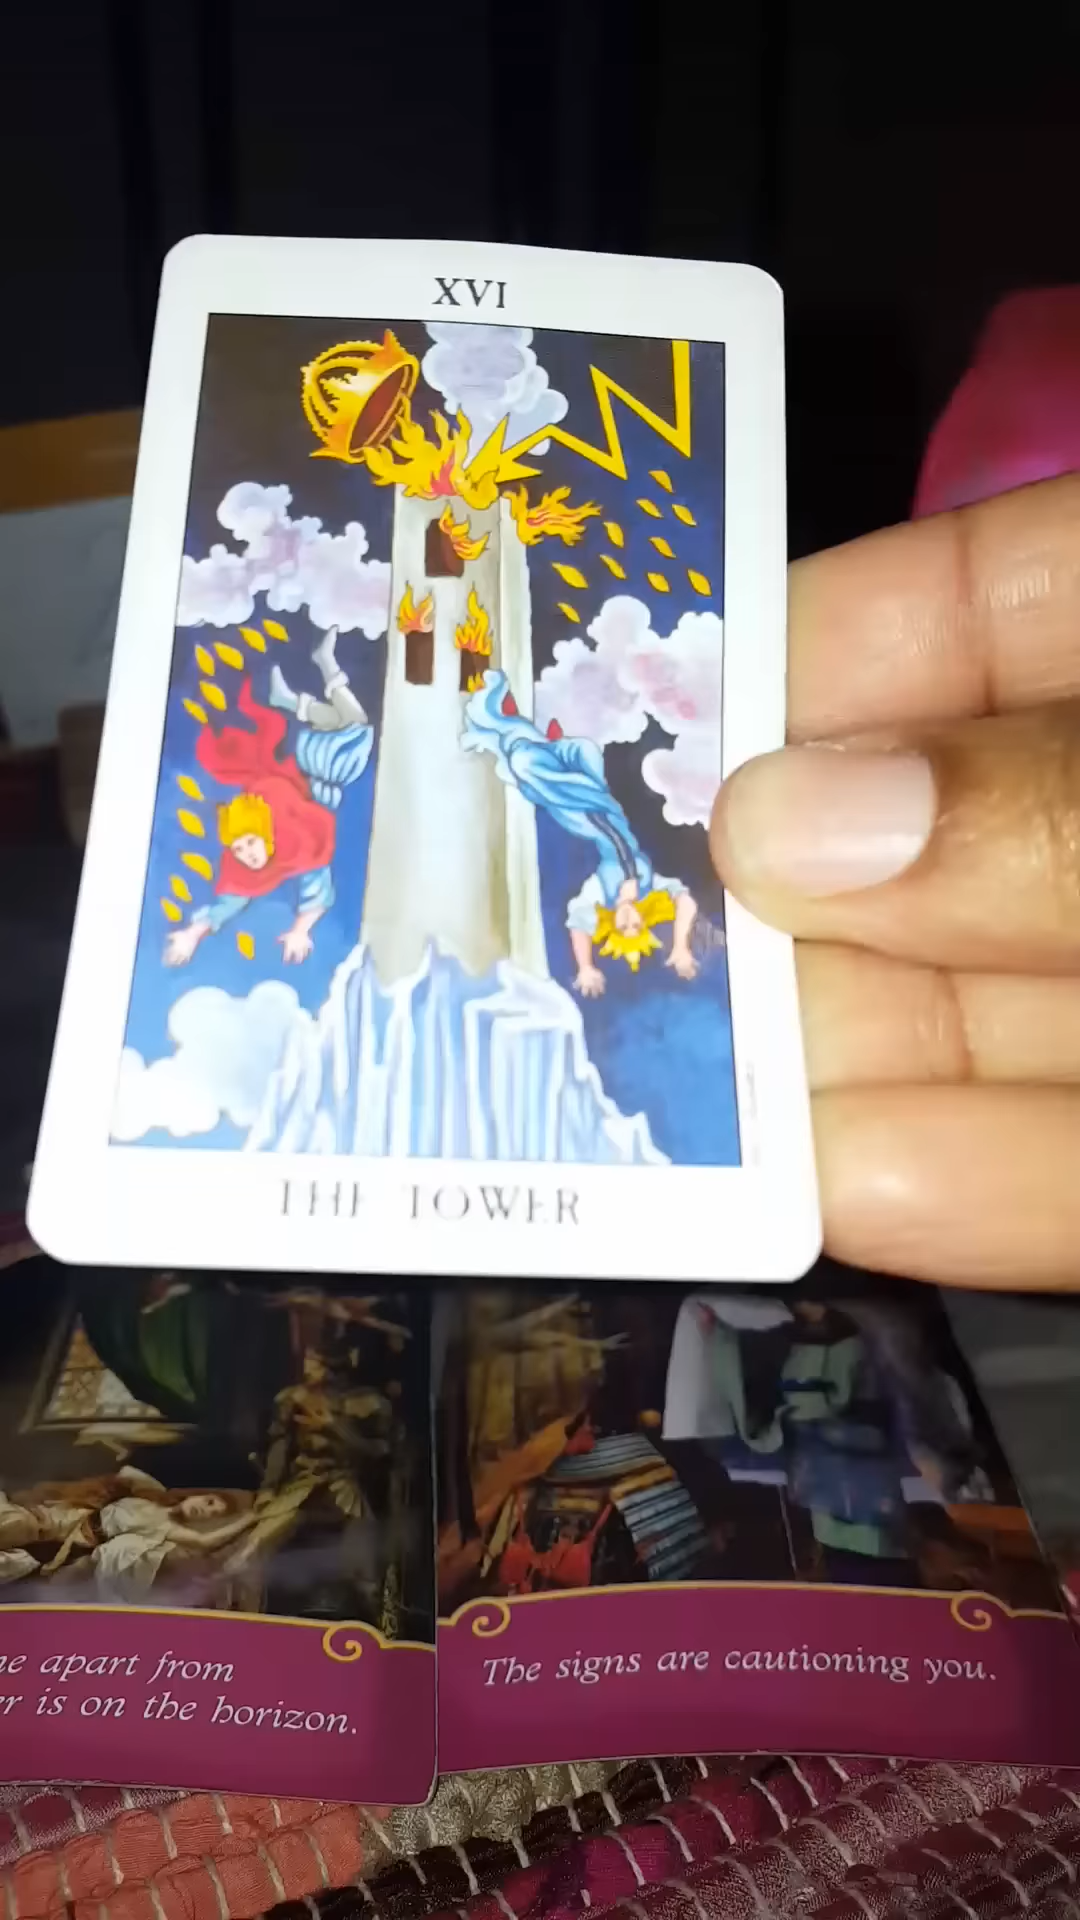 XVI
THE TOWER
apart from
is on the horizon.
The signs are cautioning you.